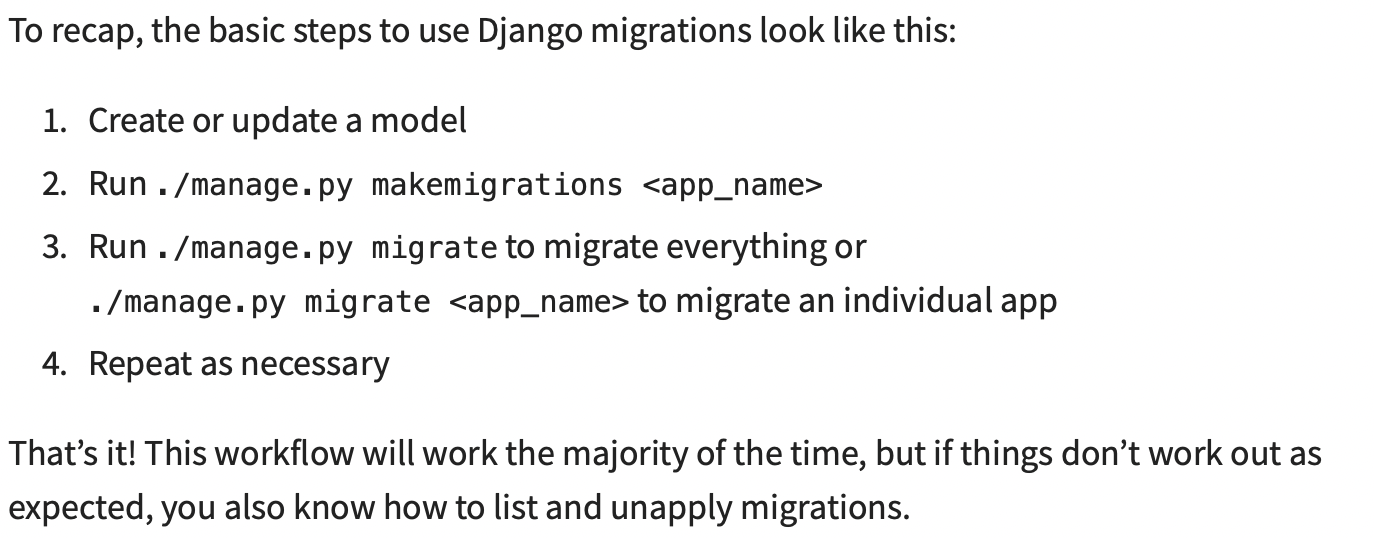 To recap, the basic steps to use Django migrations look like this:
1. Create or update a model
2. Run ./manage.py makemigrations <app_name>
3. Run ./manage.py migrate to migrate everything or
./manage.py migrate <app_name> to migrate an individual app
4. Repeat as necessary
That’s it! This workflow will work the majority of the time, but if things don’t work out as
expected, you also know how to list and unapply migrations.